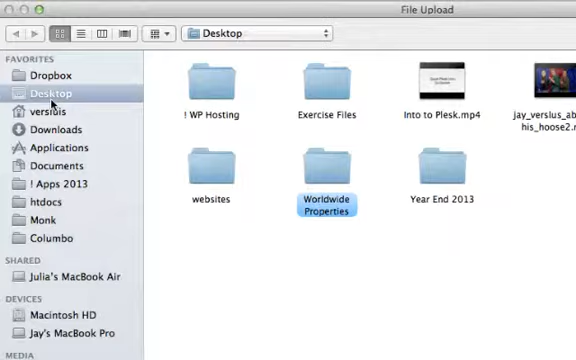 File Upload
Desktop
FAVORITES
Dropbox
Desktop
versluis
Downloads
Applications
Documents
! Apps 2013
htdocs
Monk
Columbo
SHARED
Julia's MacBook Air
DEVICES
Macintosh HD
Jay's MacBook Pro
MEDIA
! WP Hosting
Exercise Files
Into to Plesk.mp4
jay_versluis_ab
his_hoose2.m
websites
Worldwide
Properties
Year End 2013